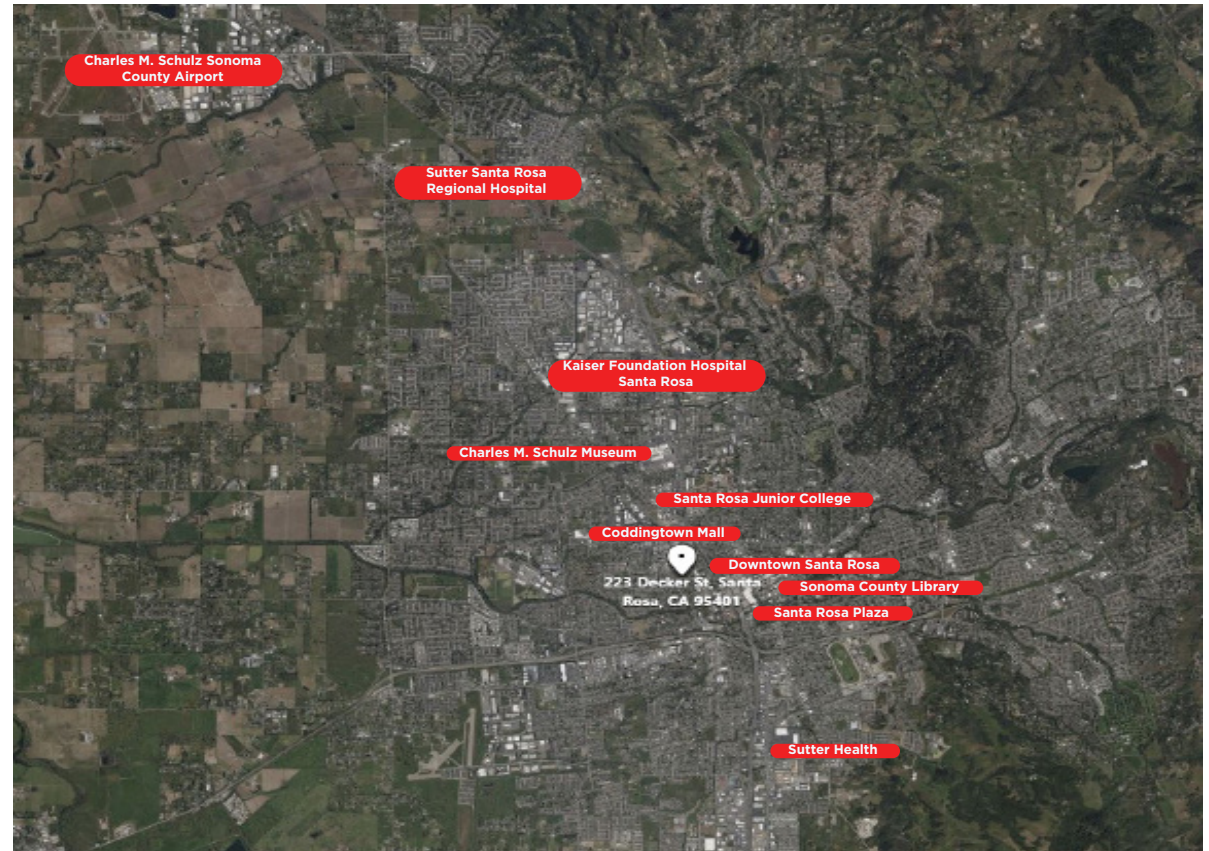 Charles M. Schulz Sonoma
County Airport
Sutter Santa Rosa
Regional Hospital
Kaiser Foundation Hospital
Santa Rosa
Charles M. Schulz Museum
Santa Rosa Junior College
Coddingtown Mall
Downtown Santa Rosa
223 Decker St, Santa
Rosa, CA 95401
Sonoma County Library
Santa Rosa Plaza
Sutter Health